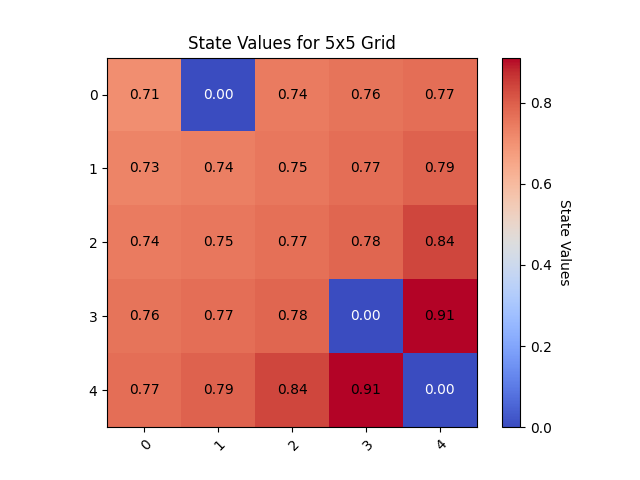 State Values for 5x5 Grid
0 0.71 0.00 0.74 0.76 0.77
1 0.73 0.74 0.75 0.77 0.79
2 0.74 0.75 0.77 0.78 0.84
3 0.76 0.77 0.78 0.00 0.91
4 0.77 0.79 0.84 0.91 0.00
0 1 2 3 4
0.8
0.6
0.4
0.2
0.0
State Values